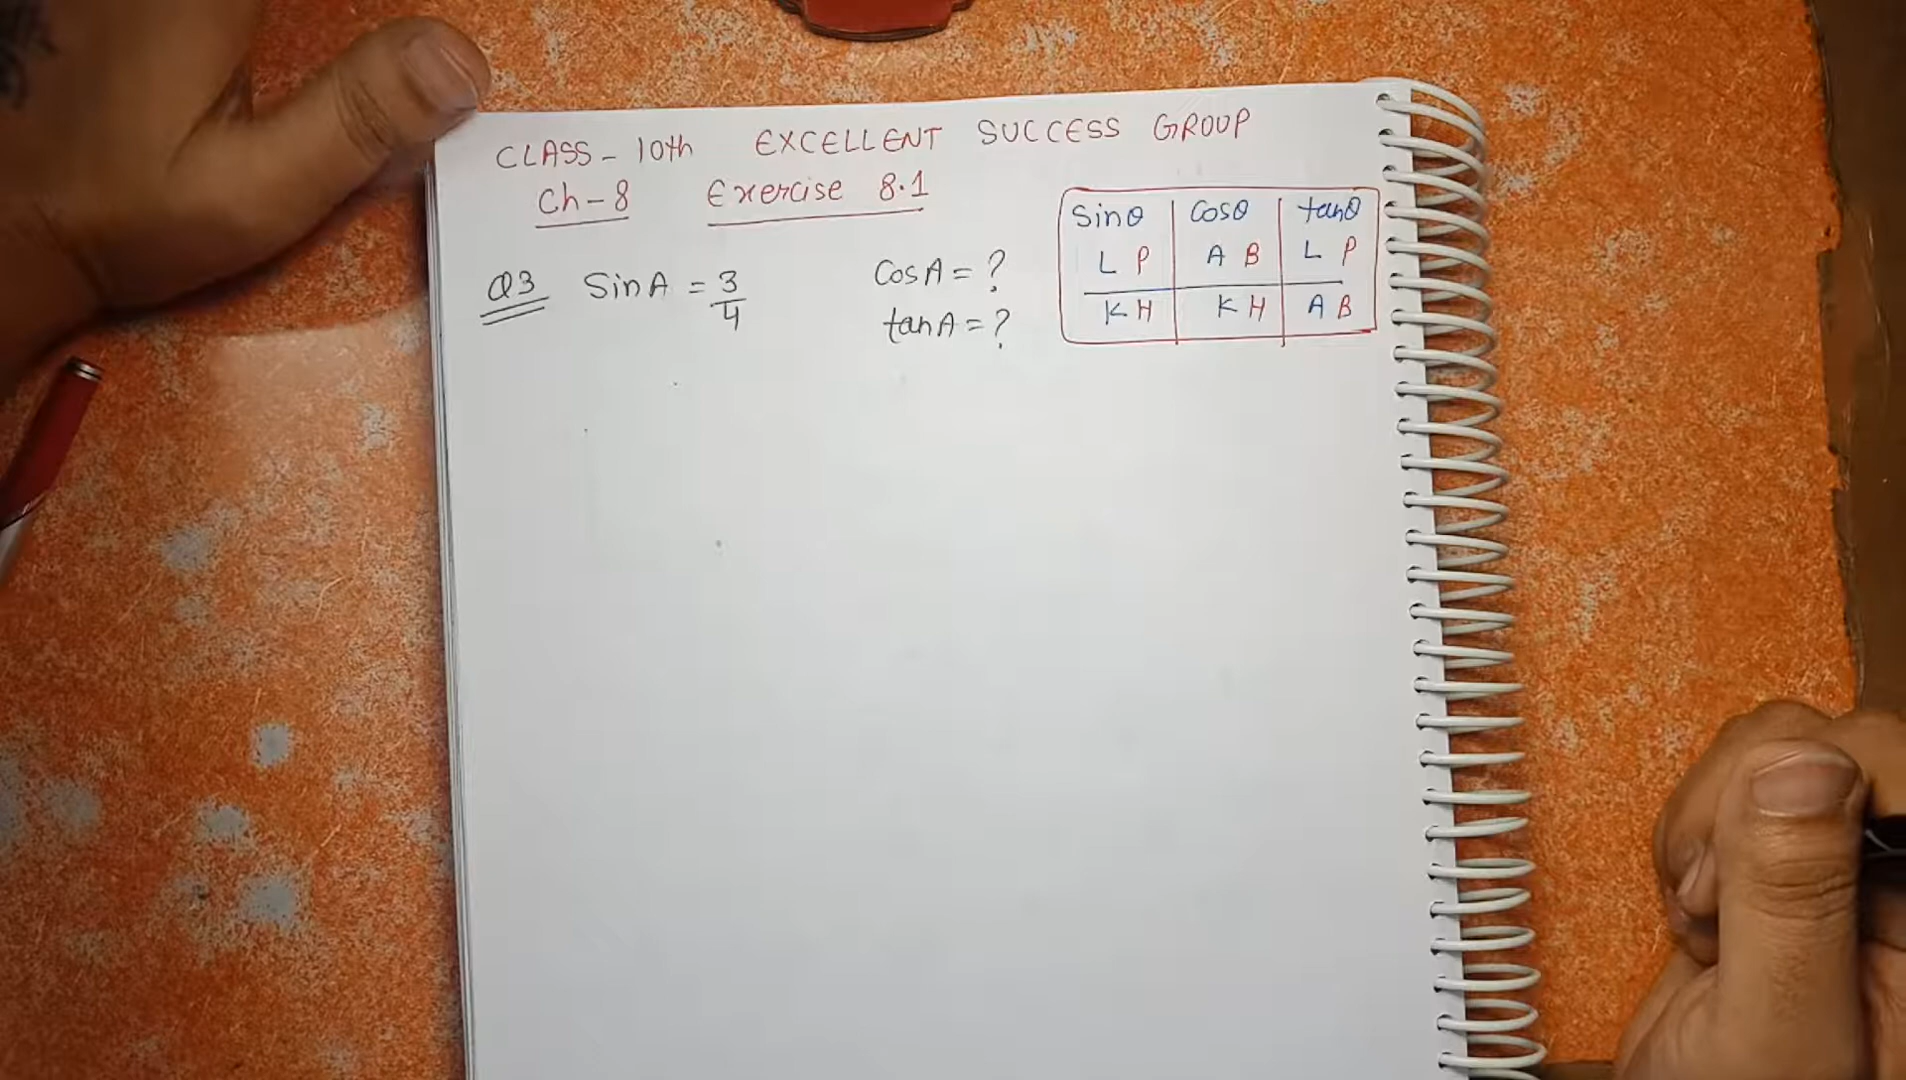 CLASS - 10th EXCELLENT SUCCESS GROUP
Ch - 8 Exercise 8.1
Q3 Sin A = 3/4
Cos A = ?
tan A = ?
Sinθ | Cosθ | tanθ
L P | A B | L P
K H | K H | A B